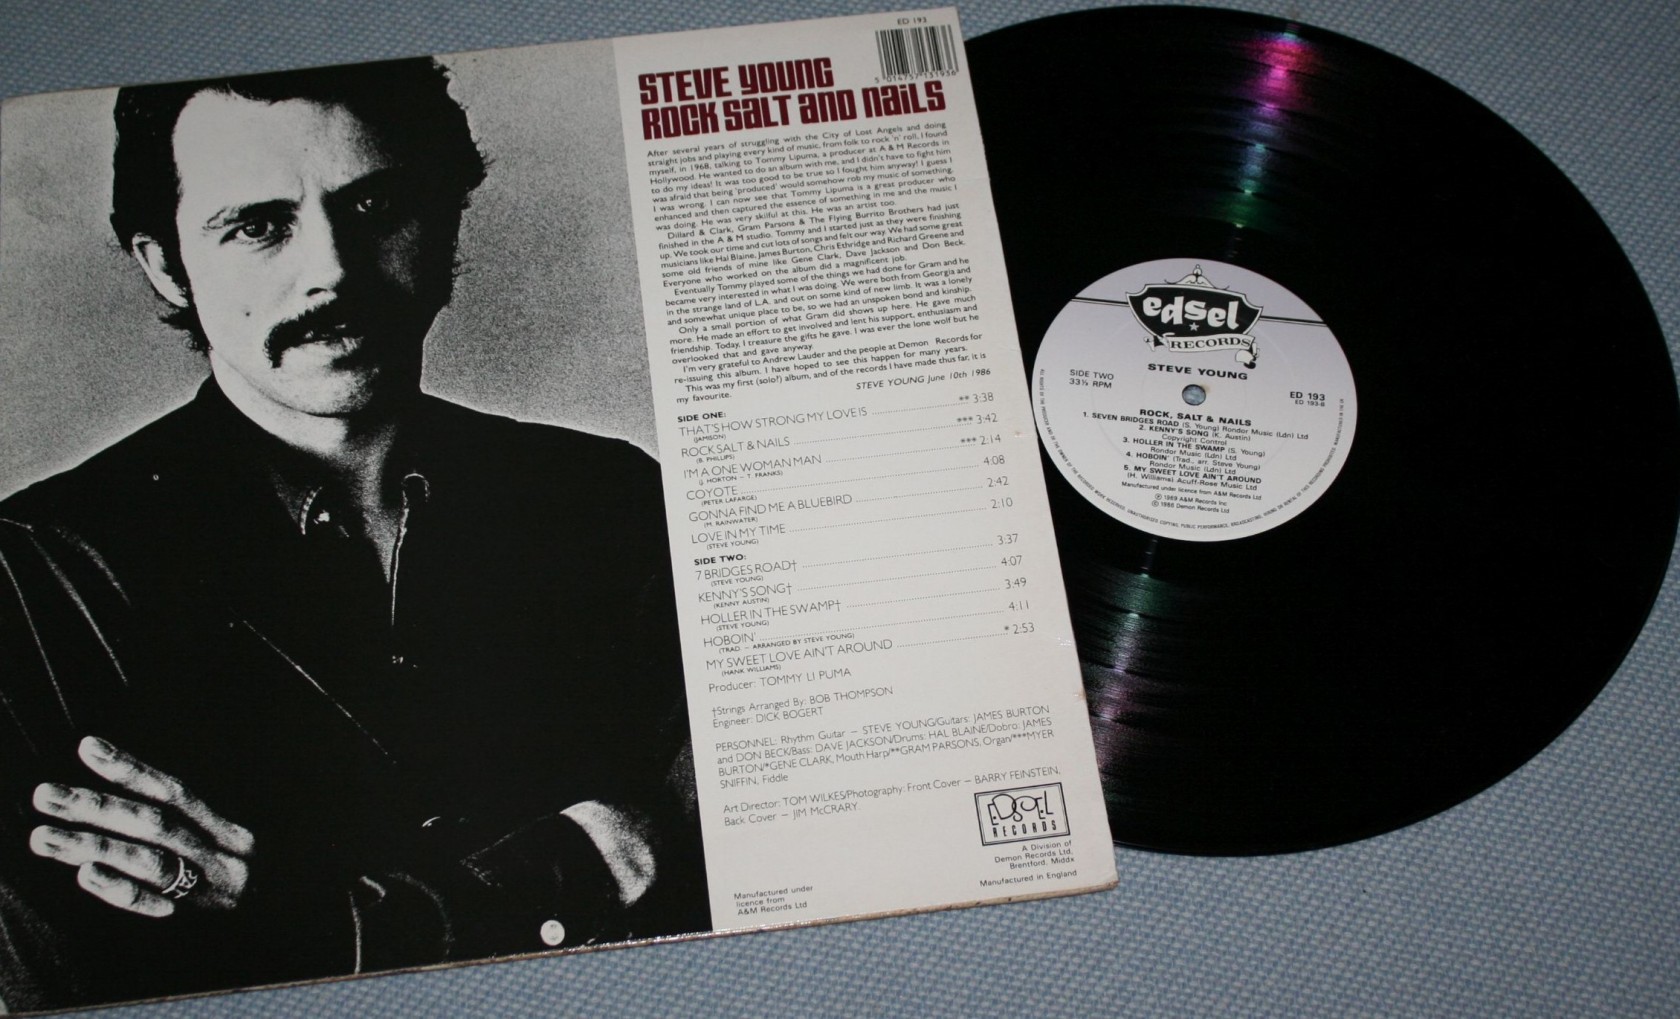 ED 193
5 014757 131936
STEVE YOUNG
ROCK SALT AND NAILS
After several years of struggling with the City of Lost Angels and doing
straight jobs and playing every kind of music, from folk to rock 'n' roll, I found
myself, in 1968, talking to Tommy Lipuma, a producer at A & M Records in
Hollywood. He wanted to do an album with me, and I didn't have to fight him
to do my ideas! It was too good to be true so I fought him anyway! I guess I
was afraid that being 'produced' would somehow rob my music of something.
I was wrong. I can now see that Tommy Lipuma is a great producer who
enhanced and then captured the essence of something in me and the music I
was doing. He was very skilful at this. He was an artist too.
Dillard & Clark, Gram Parsons & The Flying Burrito Brothers had just
finished in the A & M studio. Tommy and I started just as they were finishing
up. We took our time and cut lots of songs and felt our way. We had some great
musicians like Hal Blaine, James Burton, Chris Ethridge and Richard Greene and
some old friends of mine like Gene Clark, Dave Jackson and Don Beck.
Everyone who worked on the album did a magnificent job.
Eventually Tommy played some of the things we had done for Gram and he
became very interested in what I was doing. We were both from Georgia and
in the strange land of L.A. and out on some kind of new limb. It was a lonely
and somewhat unique place to be, so we had an unspoken bond and kinship.
Only a small portion of what Gram did shows up here. He gave much
more. He made an effort to get involved and lent his support, enthusiasm and
friendship. Today, I treasure the gifts he gave. I was ever the lone wolf but he
overlooked that and gave anyway.
I'm very grateful to Andrew Lauder and the people at Demon Records for
re-issuing this album. I have hoped to see this happen for many years.
This was my first (solo!) album, and of the records I have made thus far, it is
my favourite.
STEVE YOUNG June 10th 1986
SIDE ONE:
THAT'S HOW STRONG MY LOVE IS ** 3:38
(JAMISON)
ROCK SALT & NAILS *** 3:42
(B. PHILLIPS)
I'M A ONE WOMAN MAN *** 2:14
(J. HORTON – T. FRANKS)
COYOTE 4:08
(PETER LAFARGE)
GONNA FIND ME A BLUEBIRD 2:42
(M. RAINWATER)
LOVE IN MY TIME 2:10
(STEVE YOUNG)
SIDE TWO:
7 BRIDGES ROAD† 3:37
(STEVE YOUNG)
KENNY'S SONG† 4:07
(KENNY AUSTIN)
HOLLER IN THE SWAMP† 3:49
(STEVE YOUNG)
HOBOIN' 4:11
(TRAD. – ARRANGED BY STEVE YOUNG)
MY SWEET LOVE AIN'T AROUND * 2:53
(HANK WILLIAMS)
Producer: TOMMY LI PUMA
†Strings Arranged By: BOB THOMPSON
Engineer: DICK BOGERT
PERSONNEL: Rhythm Guitar – STEVE YOUNG/Guitars: JAMES BURTON
and DON BECK/Bass: DAVE JACKSON/Drums: HAL BLAINE/Dobro: JAMES
BURTON/*GENE CLARK, Mouth Harp/**GRAM PARSONS, Organ/***MYER
SNIFFIN, Fiddle
Art Director: TOM WILKES/Photography: Front Cover – BARRY FEINSTEIN,
Back Cover – JIM McCRARY.
EDSEL
RECORDS
A Division of
Demon Records Ltd.
Brentford, Middx
Manufactured in England
Manufactured under
licence from
A&M Records Ltd
edsel
RECORDS
STEVE YOUNG
SIDE TWO
33⅓ RPM
ED 193
ED 193-B
ROCK, SALT & NAILS
1. SEVEN BRIDGES ROAD (S. Young) Rondor Music (Ldn) Ltd
2. KENNY'S SONG (K. Austin)
Copyright Control
3. HOLLER IN THE SWAMP (S. Young)
Rondor Music (Ldn) Ltd
4. HOBOIN' (Trad., arr. Steve Young)
Rondor Music (Ldn) Ltd
5. MY SWEET LOVE AIN'T AROUND
(H. Williams) Acuff-Rose Music Ltd
Manufactured under licence from A&M Records Ltd
℗ 1969 A&M Records Inc
© 1986 Demon Records Ltd